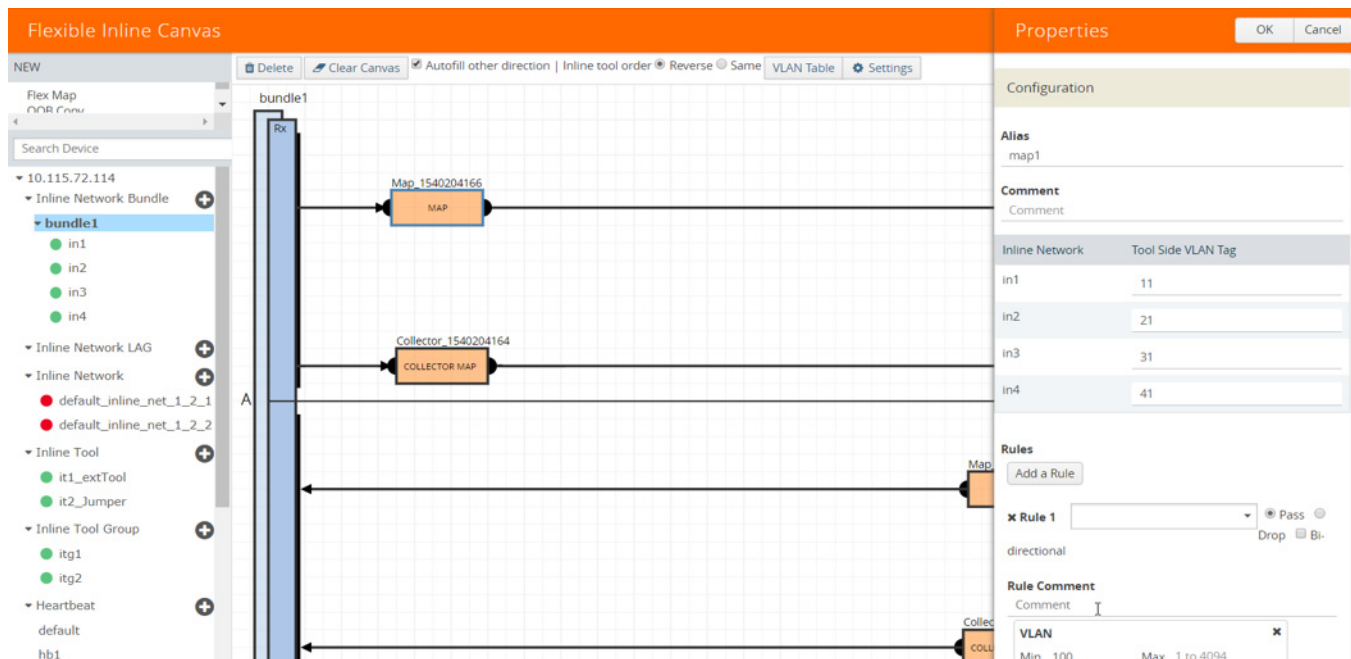 Flexible Inline Canvas
NEW
Flex Map
OOB Copy
Search Device
10.115.72.114
Inline Network Bundle
bundle1
in1
in2
in3
in4
Inline Network LAG
Inline Network
default_inline_net_1_2_1
default_inline_net_1_2_2
Inline Tool
it1_extTool
it2_Jumper
Inline Tool Group
itg1
itg2
Heartbeat
default
hb1
Delete Clear Canvas Autofill other direction | Inline tool order Reverse Same VLAN Table Settings
bundle1
Rx
Map_1540204166
MAP
Collector_1540204164
COLLECTOR MAP
A
Map_
Collec
COLL
Properties OK Cancel
Configuration
Alias
map1
Comment
Comment
Inline Network Tool Side VLAN Tag
in1 11
in2 21
in3 31
in4 41
Rules
Add a Rule
Rule 1 Pass
Drop Bi-
directional
Rule Comment
Comment
VLAN
Min 100 Max 1 to 4094